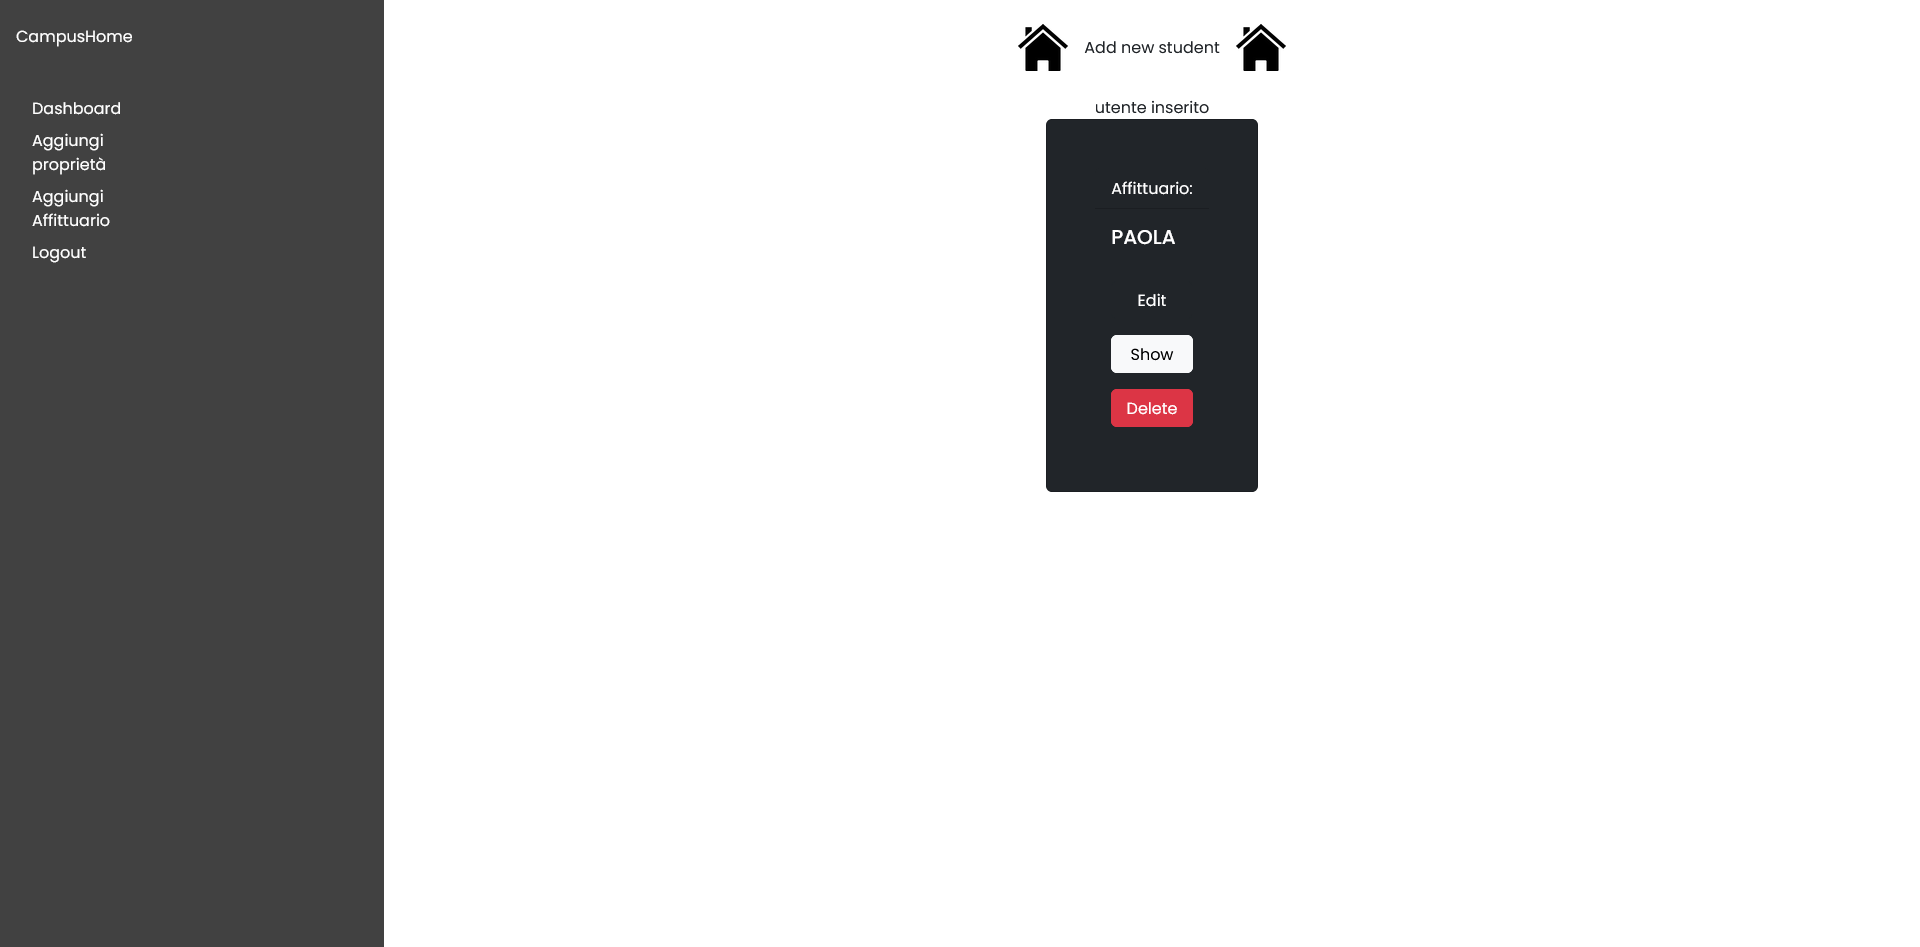 CampusHome
Dashboard
Aggiungi
proprietà
Aggiungi
Affittuario
Logout
Add new student
utente inserito
Affittuario:
PAOLA
Edit
Show
Delete